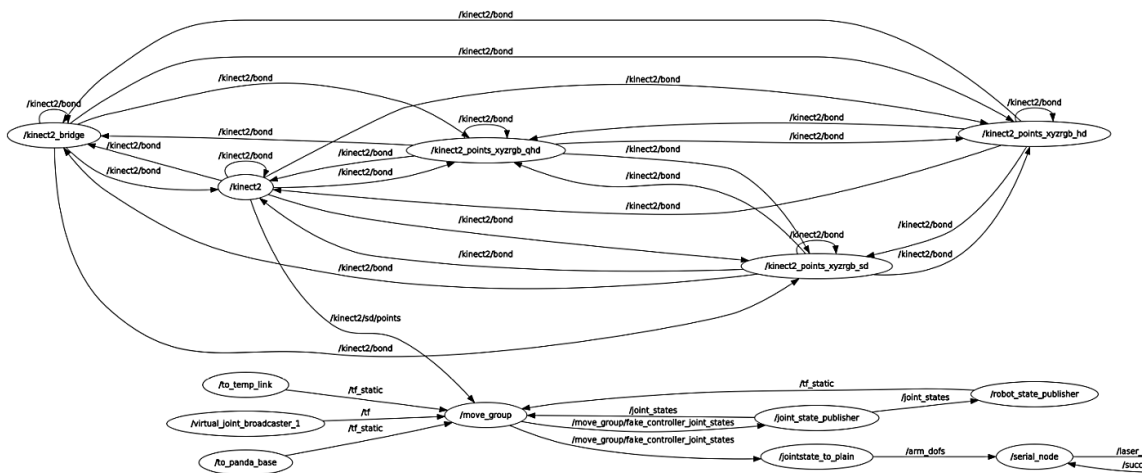 /kinect2/bond
/kinect2/bond
/kinect2/bond
/kinect2/bond
/kinect2/bond
/kinect2/bond
/kinect2/bond
/kinect2/bond
/kinect2_bridge
/kinect2/bond
/kinect2/bond
/kinect2_points_xyzrgb_hd
/kinect2/bond
/kinect2_points_xyzrgb_qhd
/kinect2/bond
/kinect2/bond
/kinect2/bond
/kinect2/bond
/kinect2/bond
/kinect2
/kinect2/bond
/kinect2/bond
/kinect2/bond
/kinect2/bond
/kinect2/bond
/kinect2/bond
/kinect2/bond
/kinect2/bond
/kinect2_points_xyzrgb_sd
/kinect2/bond
/kinect2/sd/points
/kinect2/bond
/to_temp_link
/tf_static
/tf_static
/robot_state_publisher
/virtual_joint_broadcaster_1
/tf
/move_group
/joint_states
/joint_state_publisher
/joint_states
/move_group/fake_controller_joint_states
/tf_static
/move_group/fake_controller_joint_states
/to_panda_base
/jointstate_to_plain
/arm_dofs
/serial_node
/laser_
/succ